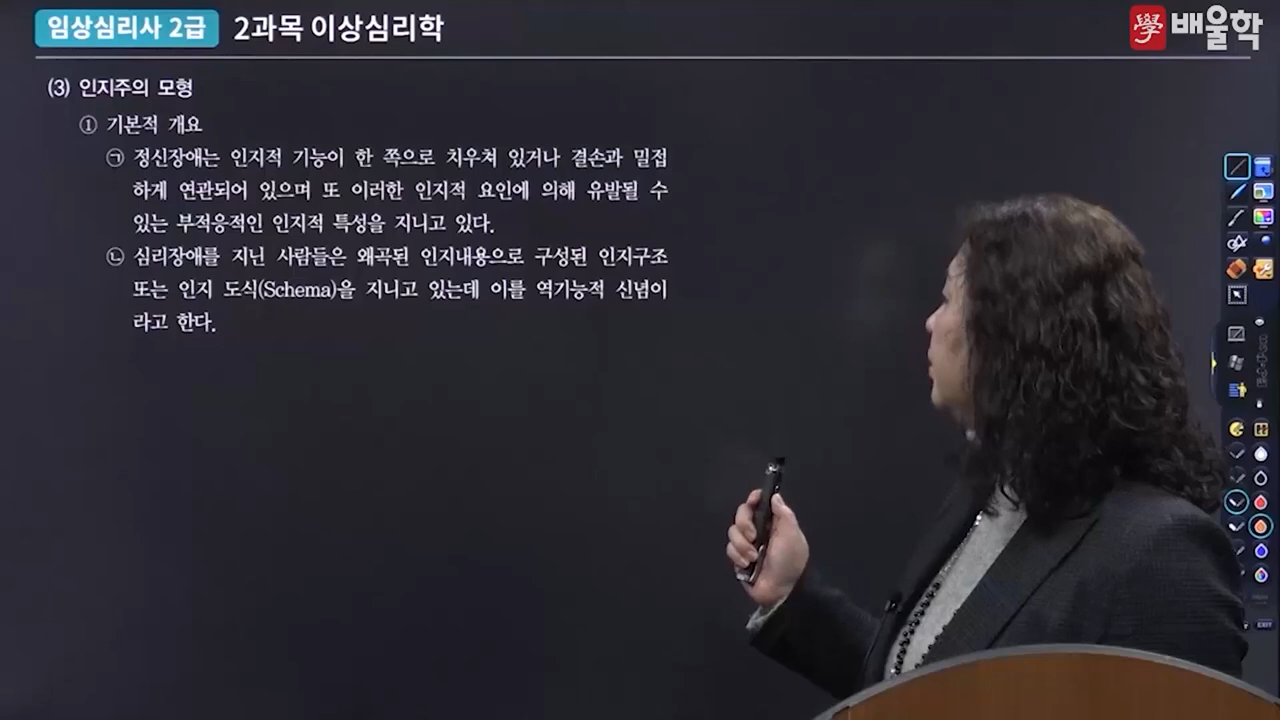 임상심리사 2급 2과목 이상심리학
學 배울학
(3) 인지주의 모형
① 기본적 개요
㉠ 정신장애는 인지적 기능이 한 쪽으로 치우쳐 있거나 결손과 밀접
하게 연관되어 있으며 또 이러한 인지적 요인에 의해 유발될 수
있는 부적응적인 인지적 특성을 지니고 있다.
㉡ 심리장애를 지닌 사람들은 왜곡된 인지내용으로 구성된 인지구조
또는 인지 도식(Schema)을 지니고 있는데 이를 역기능적 신념이
라고 한다.
EXIT